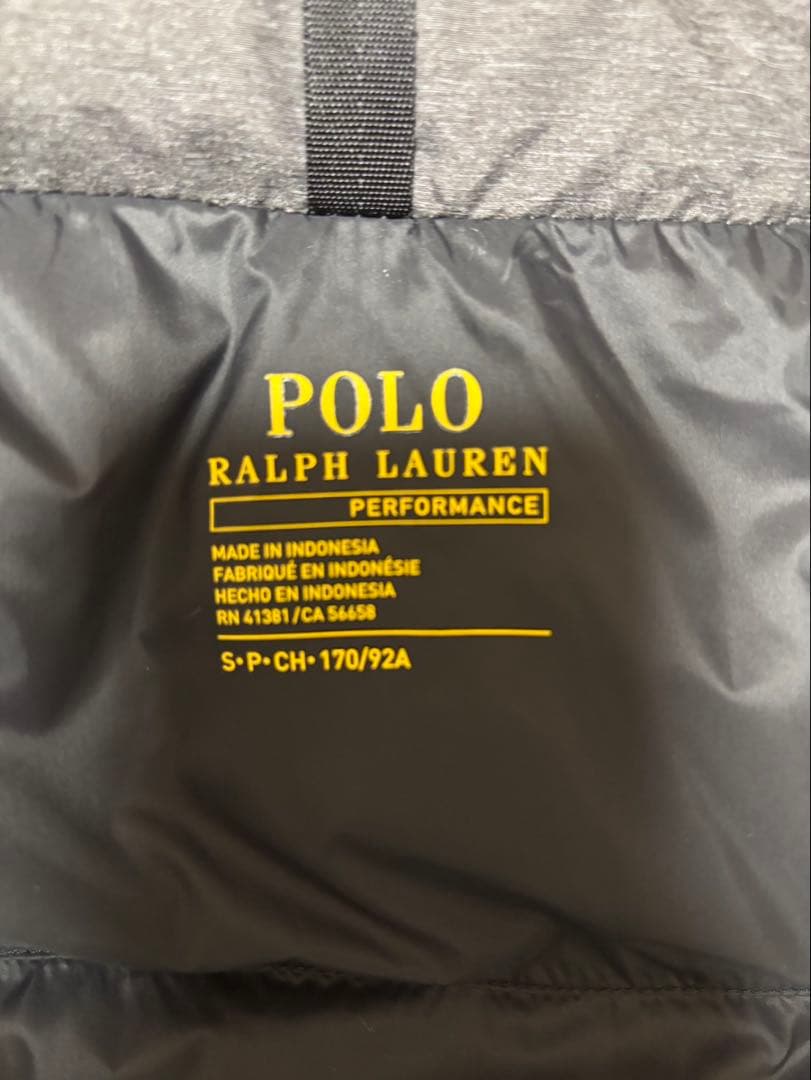 POLO
RALPH LAUREN
PERFORMANCE
MADE IN INDONESIA
FABRIQUÉ EN INDONÉSIE
HECHO EN INDONESIA
RN 41381/CA 56658
S•P•CH•170/92A